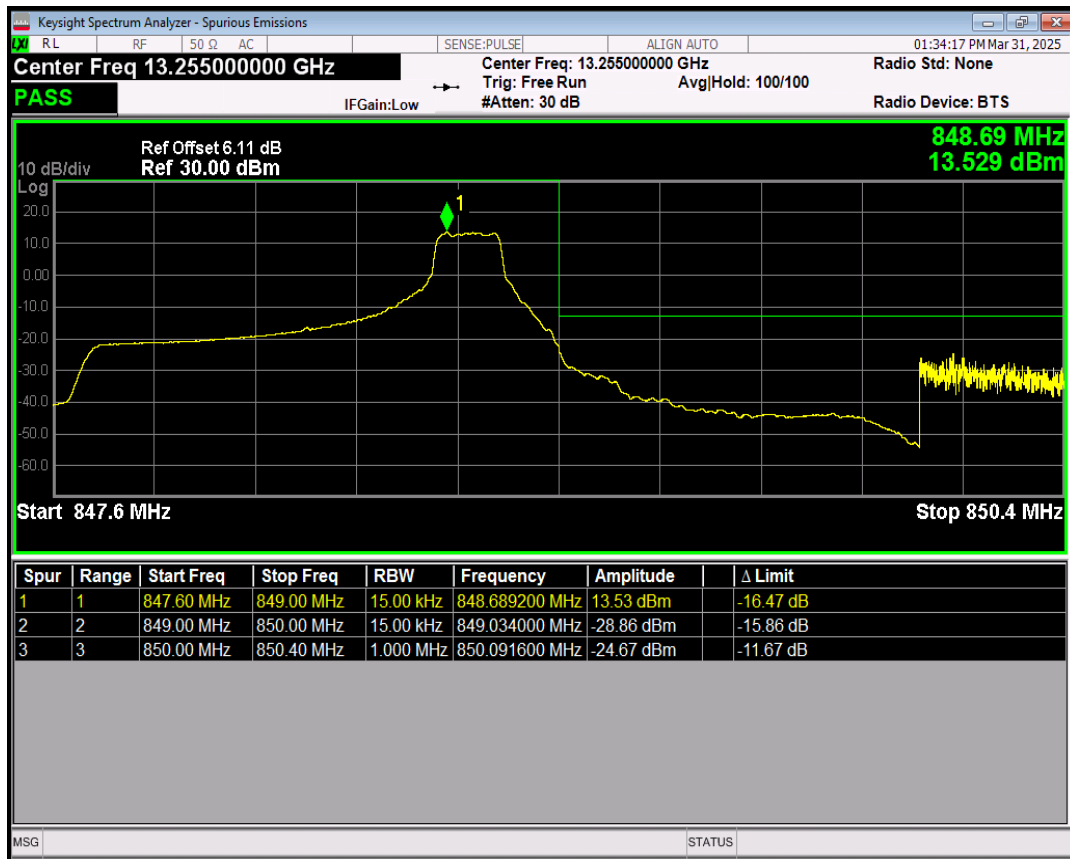 Keysight Spectrum Analyzer - Spurious Emissions
LXI RL RF 50 Ω AC SENSE:PULSE ALIGN AUTO 01:34:17 PM Mar 31, 2025
Center Freq 13.255000000 GHz Center Freq: 13.255000000 GHz Radio Std: None
Trig: Free Run Avg|Hold: 100/100
PASS IFGain:Low #Atten: 30 dB Radio Device: BTS
848.69 MHz
Ref Offset 6.11 dB
10 dB/div Ref 30.00 dBm 13.529 dBm
Log
1
20.0
10.0
0.00
-10.0
-20.0
-30.0
-40.0
-50.0
-60.0
Start 847.6 MHz Stop 850.4 MHz
Spur Range Start Freq Stop Freq RBW Frequency Amplitude Δ Limit
1 1 847.60 MHz 849.00 MHz 15.00 kHz 848.689200 MHz 13.53 dBm -16.47 dB
2 2 849.00 MHz 850.00 MHz 15.00 kHz 849.034000 MHz -28.86 dBm -15.86 dB
3 3 850.00 MHz 850.40 MHz 1.000 MHz 850.091600 MHz -24.67 dBm -11.67 dB
MSG STATUS